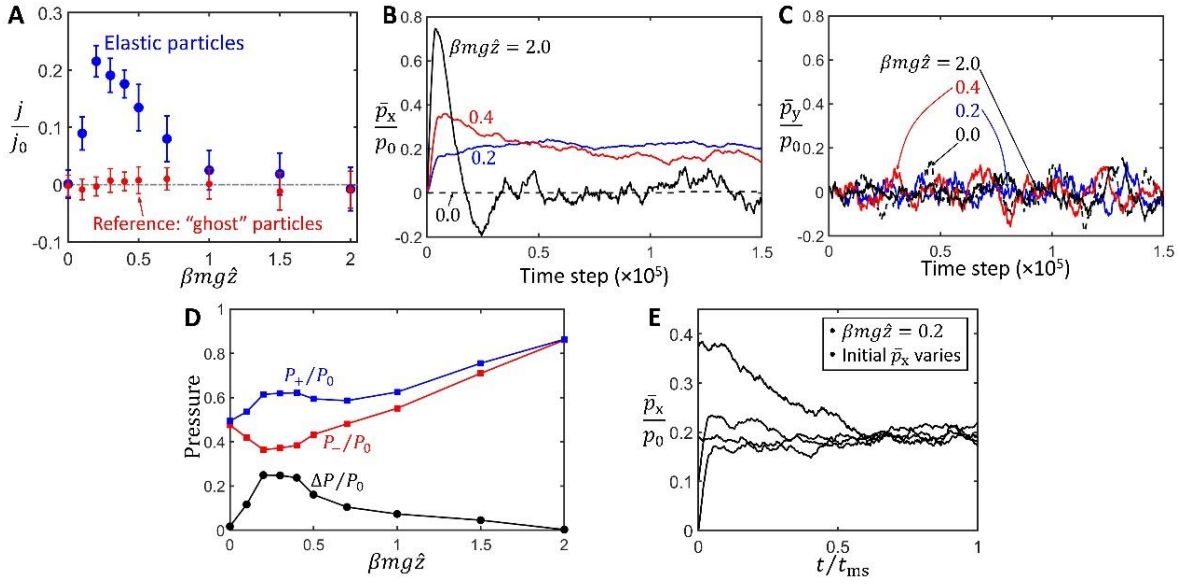 A
0.3
0.2
0.1
0
-0.1
j
j₀
Elastic particles
Reference: “ghost” particles
0
0.5
1
1.5
2
βmgẑ
B
0.8
0.6
0.4
0.2
0
-0.2
p̄ₓ
p₀
βmgẑ = 2.0
0.4
0.2
0.0
0
0.5
1.0
1.5
Time step (×10⁵)
C
0.8
0.6
0.4
0.2
0
-0.2
p̄y
p₀
βmgẑ = 2.0
0.4
0.2
0.0
0
0.5
1.0
1.5
Time step (×10⁵)
D
1
0.8
0.6
0.4
0.2
0
Pressure
P₊/P₀
P₋/P₀
ΔP/P₀
0
0.5
1
1.5
2
βmgẑ
E
0.4
0.3
0.2
0.1
0
p̄ₓ
p₀
• βmgẑ = 0.2
• Initial p̄ₓ varies
0
0.5
1
t/tms